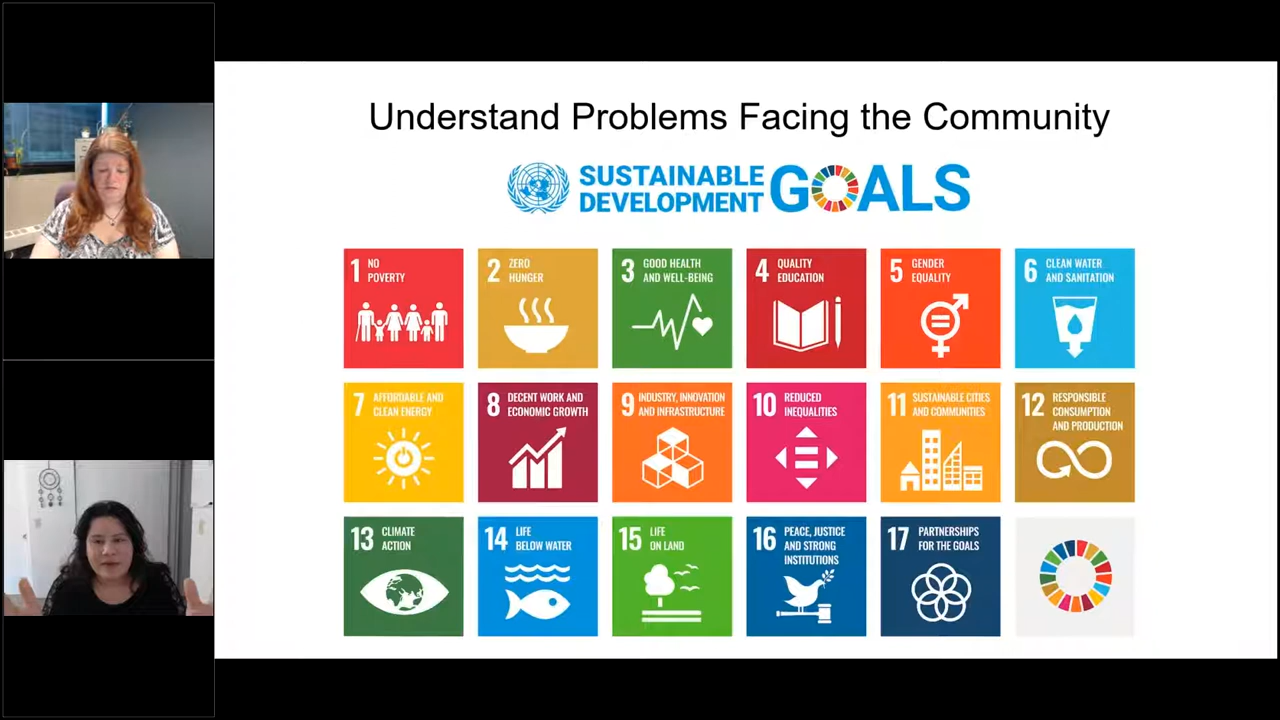 Understand Problems Facing the Community
SUSTAINABLE
DEVELOPMENT
GOALS
1 NO
POVERTY
2 ZERO
HUNGER
3 GOOD HEALTH
AND WELL-BEING
4 QUALITY
EDUCATION
5 GENDER
EQUALITY
6 CLEAN WATER
AND SANITATION
7 AFFORDABLE AND
CLEAN ENERGY
8 DECENT WORK AND
ECONOMIC GROWTH
9 INDUSTRY, INNOVATION
AND INFRASTRUCTURE
10 REDUCED
INEQUALITIES
11 SUSTAINABLE CITIES
AND COMMUNITIES
12 RESPONSIBLE
CONSUMPTION
AND PRODUCTION
13 CLIMATE
ACTION
14 LIFE
BELOW WATER
15 LIFE
ON LAND
16 PEACE, JUSTICE
AND STRONG
INSTITUTIONS
17 PARTNERSHIPS
FOR THE GOALS